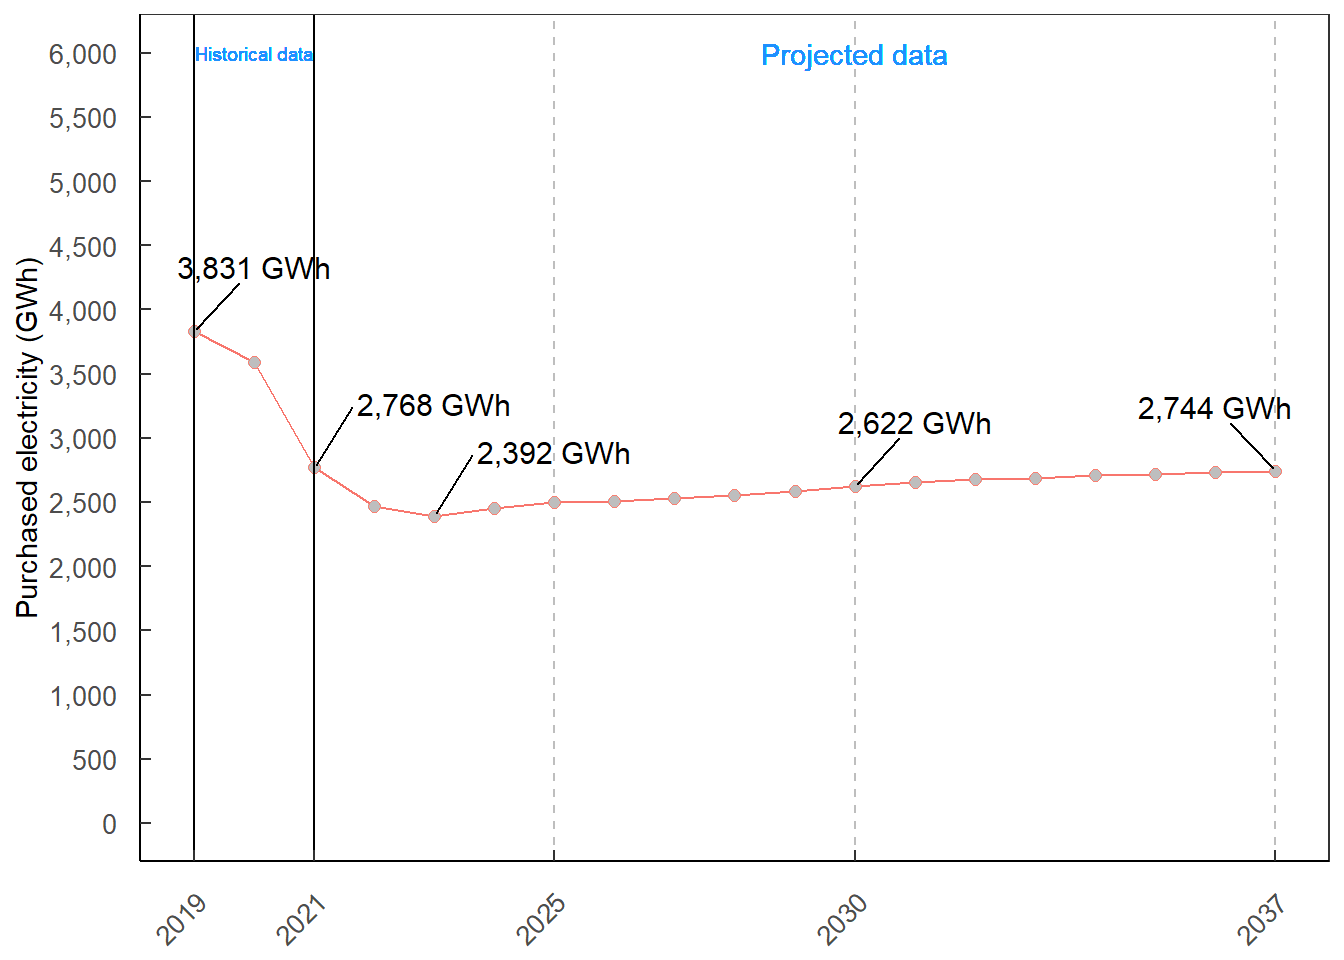 Historical data
Projected data
6,000
5,500
5,000
4,500
4,000
3,500
3,000
2,500
2,000
1,500
1,000
500
0
Purchased electricity (GWh)
3,831 GWh
2,768 GWh
2,392 GWh
2,622 GWh
2,744 GWh
2019
2021
2025
2030
2037